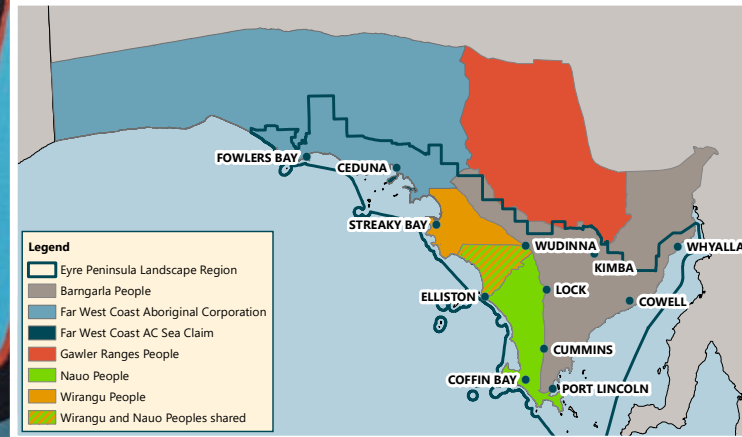 FOWLERS BAY
CEDUNA
STREAKY BAY
WUDINNA
WHYALLA
KIMBA
ELLISTON
LOCK
COWELL
CUMMINS
COFFIN BAY
PORT LINCOLN
Legend
Eyre Peninsula Landscape Region
Barngarla People
Far West Coast Aboriginal Corporation
Far West Coast AC Sea Claim
Gawler Ranges People
Nauo People
Wirangu People
Wirangu and Nauo Peoples shared